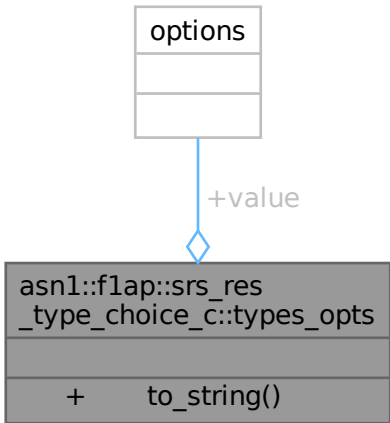 options
+value
asn1::f1ap::srs_res
_type_choice_c::types_opts
+ to_string()